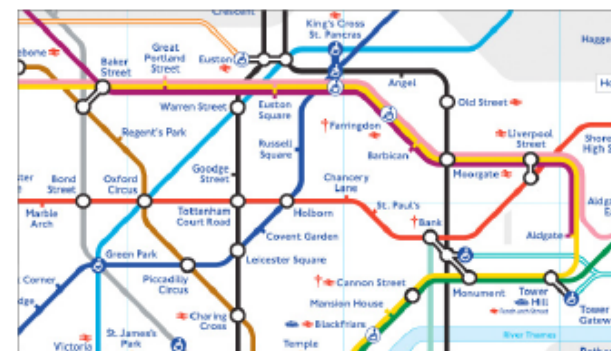 Crescent
King's Cross
St. Pancras
ebone
Baker
Street
Great
Portland
Street
Euston
Angel
Hagge
Warren Street
Euston
Square
Old Street
Farringdon
Liverpool
Street
Shore
High S
Regent's Park
Russell
Square
Barbican
Moorgate
Bond
Street
Oxford
Circus
Goodge
Street
Chancery
Lane
Marble
Arch
Tottenham
Court Road
Holborn
St. Paul's
Bank
Aldgate
Aldg
E
Covent Garden
Green Park
Leicester Square
Corner
Piccadilly
Circus
Cannon Street
Monument
Tower
Hill
Mansion House
Tower
Gatew
Charing
Cross
Blackfriars
St. James's
Park
Victoria
Temple
River Thames